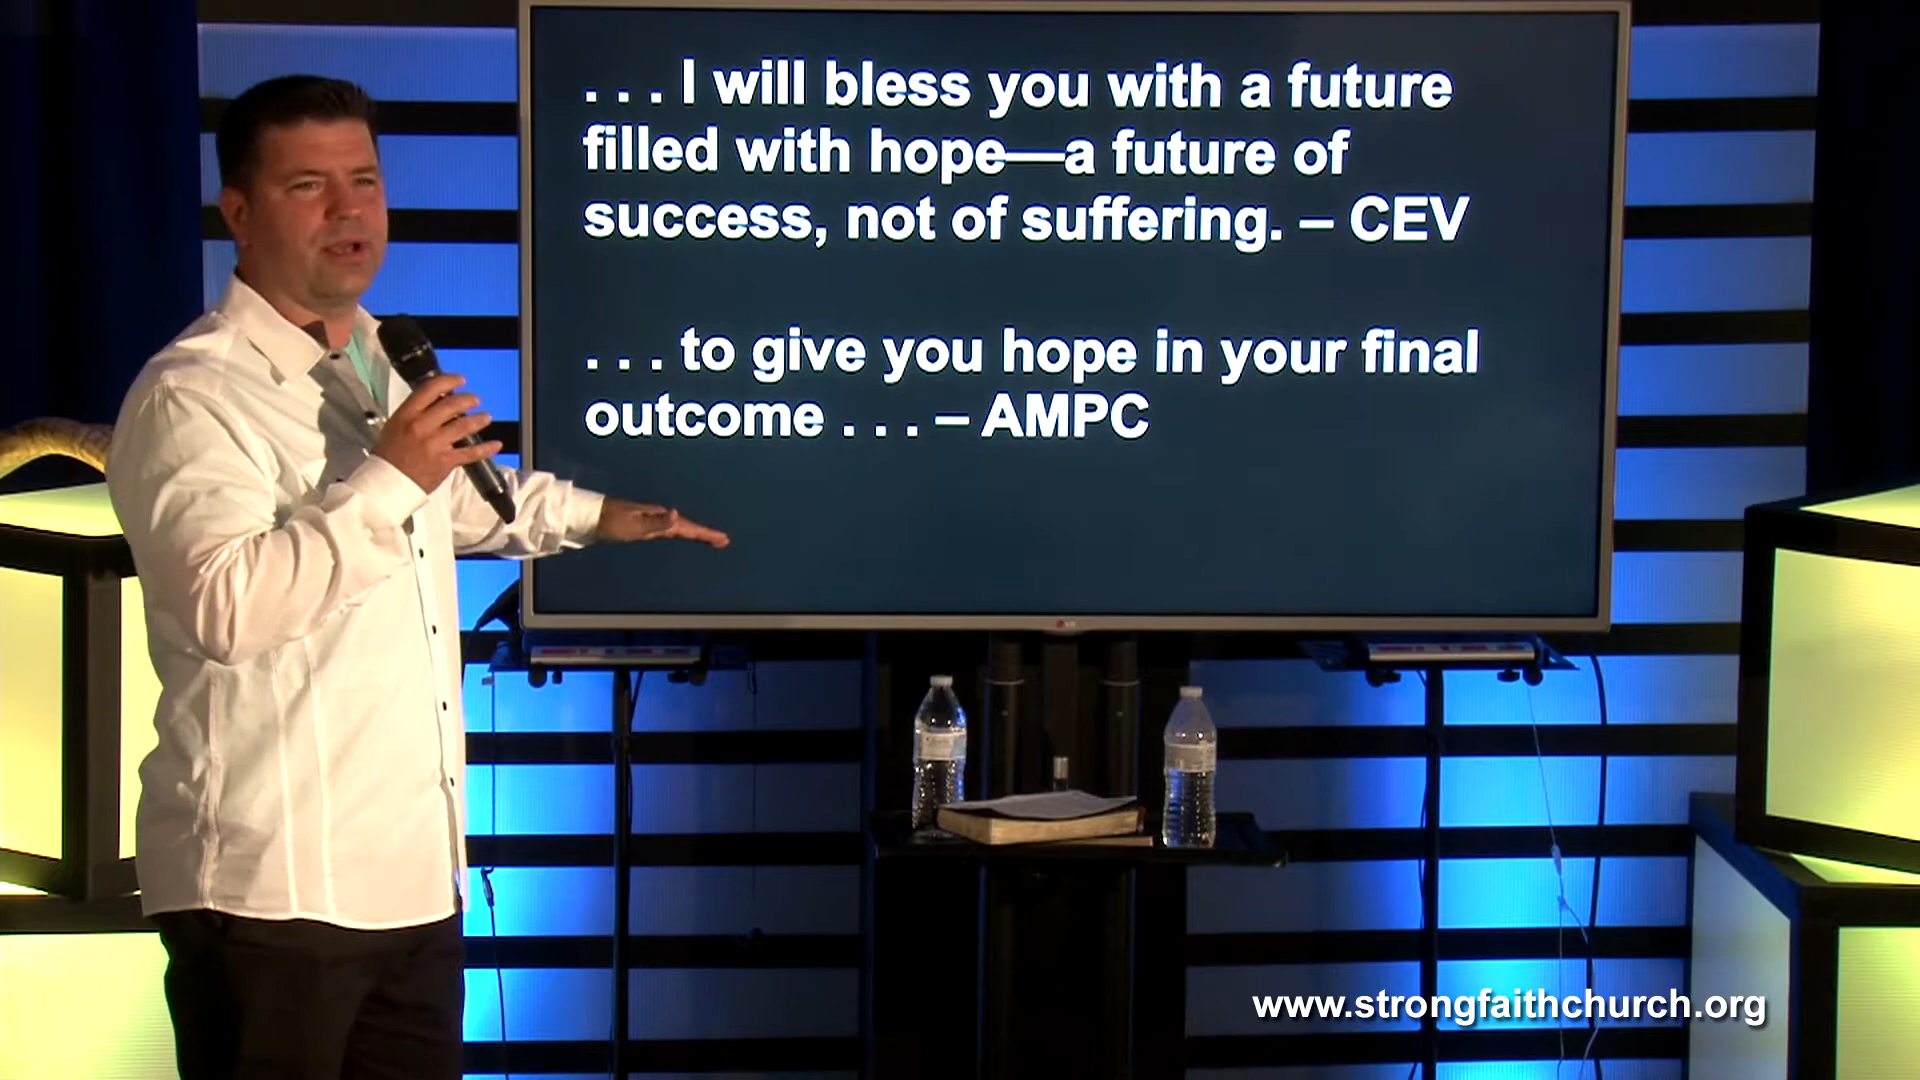 . . . I will bless you with a future
filled with hope—a future of
success, not of suffering. – CEV
. . . to give you hope in your final
outcome . . . – AMPC
www.strongfaithchurch.org